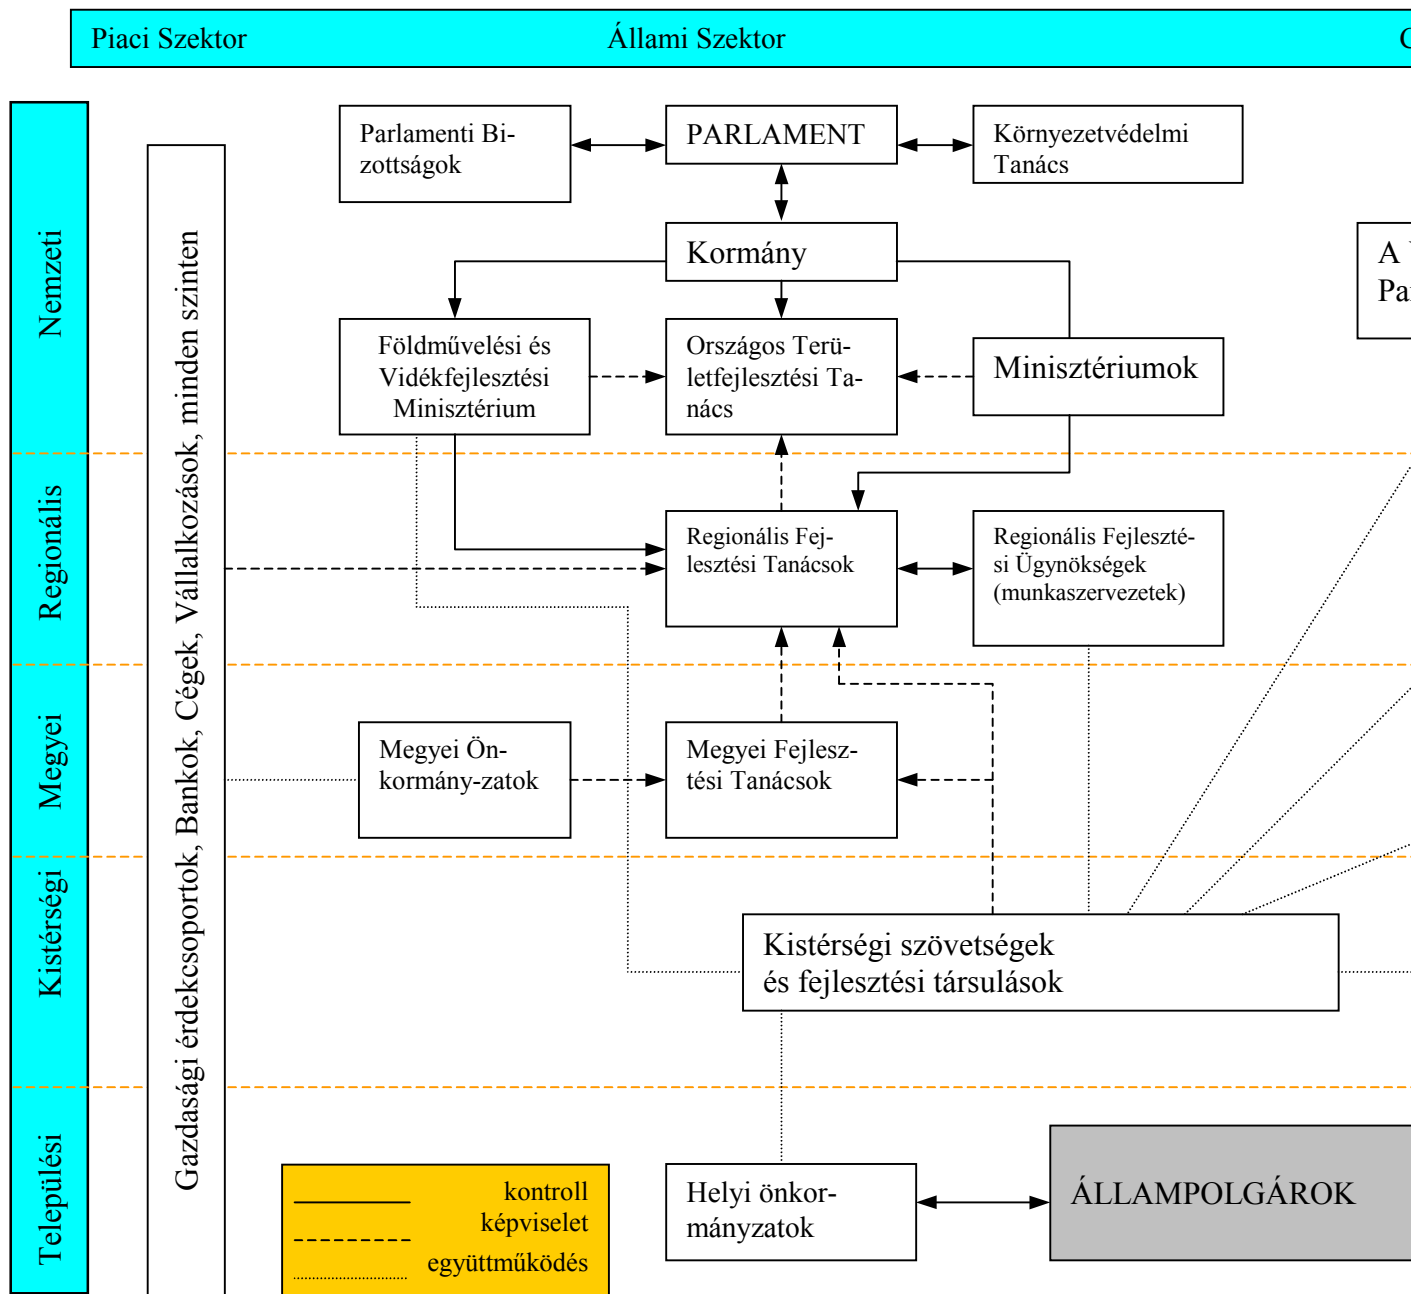 Piaci Szektor
Állami Szektor
Nemzeti
Regionális
Megyei
Kistérségi
Települési
Gazdasági érdekcsoportok, Bankok, Cégek, Vállalkozások, minden szinten
Parlamenti Bi-
zottságok
PARLAMENT
Környezetvédelmi
Tanács
Kormány
A
Földművelési és
Vidékfejlesztési
Minisztérium
Országos Terü-
letfejlesztési Ta-
nács
Minisztériumok
Regionális Fej-
lesztési Tanácsok
Regionális Fejleszté-
si Ügynökségek
(munkaszervezetek)
Megyei Ön-
kormány-zatok
Megyei Fejlesz-
tési Tanácsok
Kistérségi szövetségek
és fejlesztési társulások
Helyi önkor-
mányzatok
ÁLLAMPOLGÁROK
kontroll
képviselet
együttműködés